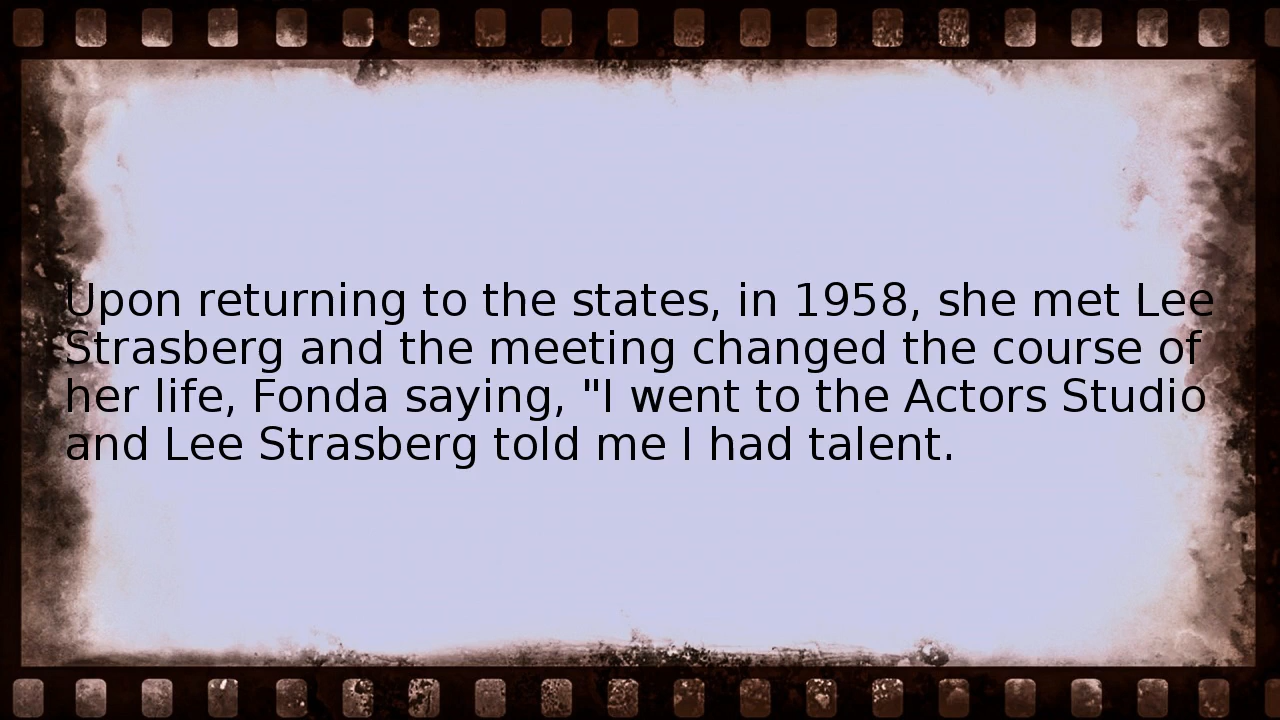 Upon returning to the states, in 1958, she met Lee
Strasberg and the meeting changed the course of
her life, Fonda saying, "I went to the Actors Studio
and Lee Strasberg told me I had talent.